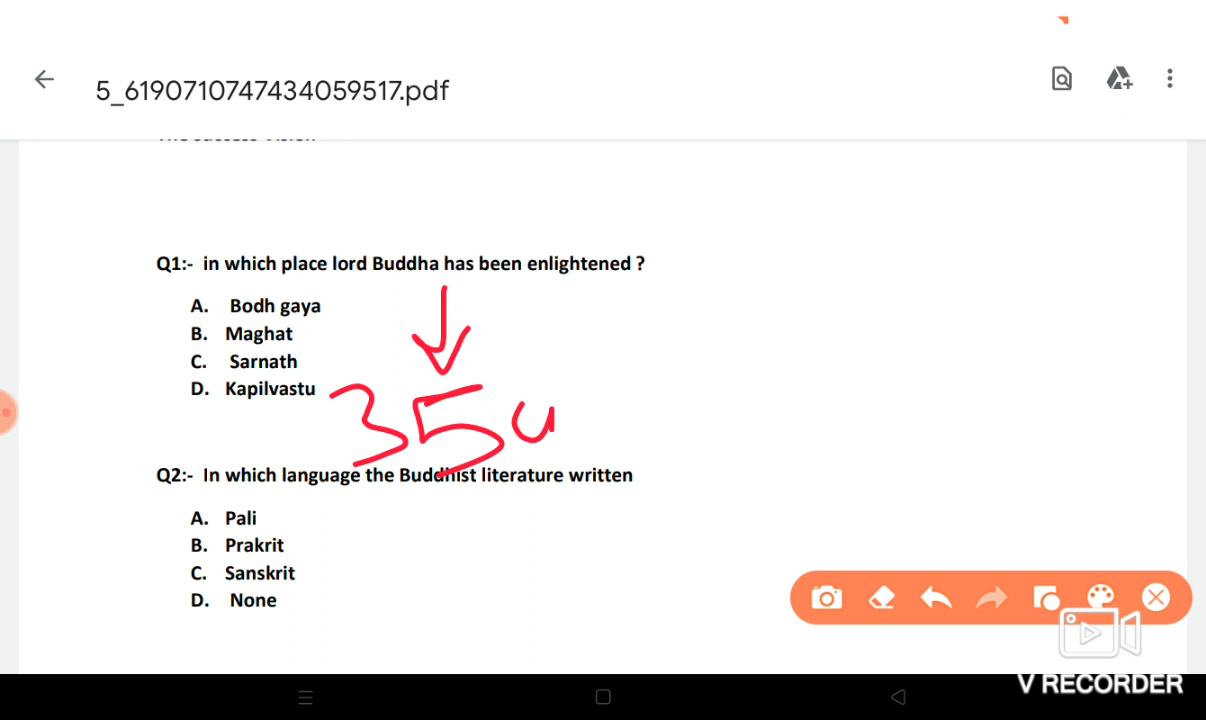 5_6190710747434059517.pdf
Q1:- in which place lord Buddha has been enlightened ?
A. Bodh gaya
B. Maghat
C. Sarnath
D. Kapilvastu
35
Q2:- In which language the Buddhist literature written
A. Pali
B. Prakrit
C. Sanskrit
D. None
V RECORDER